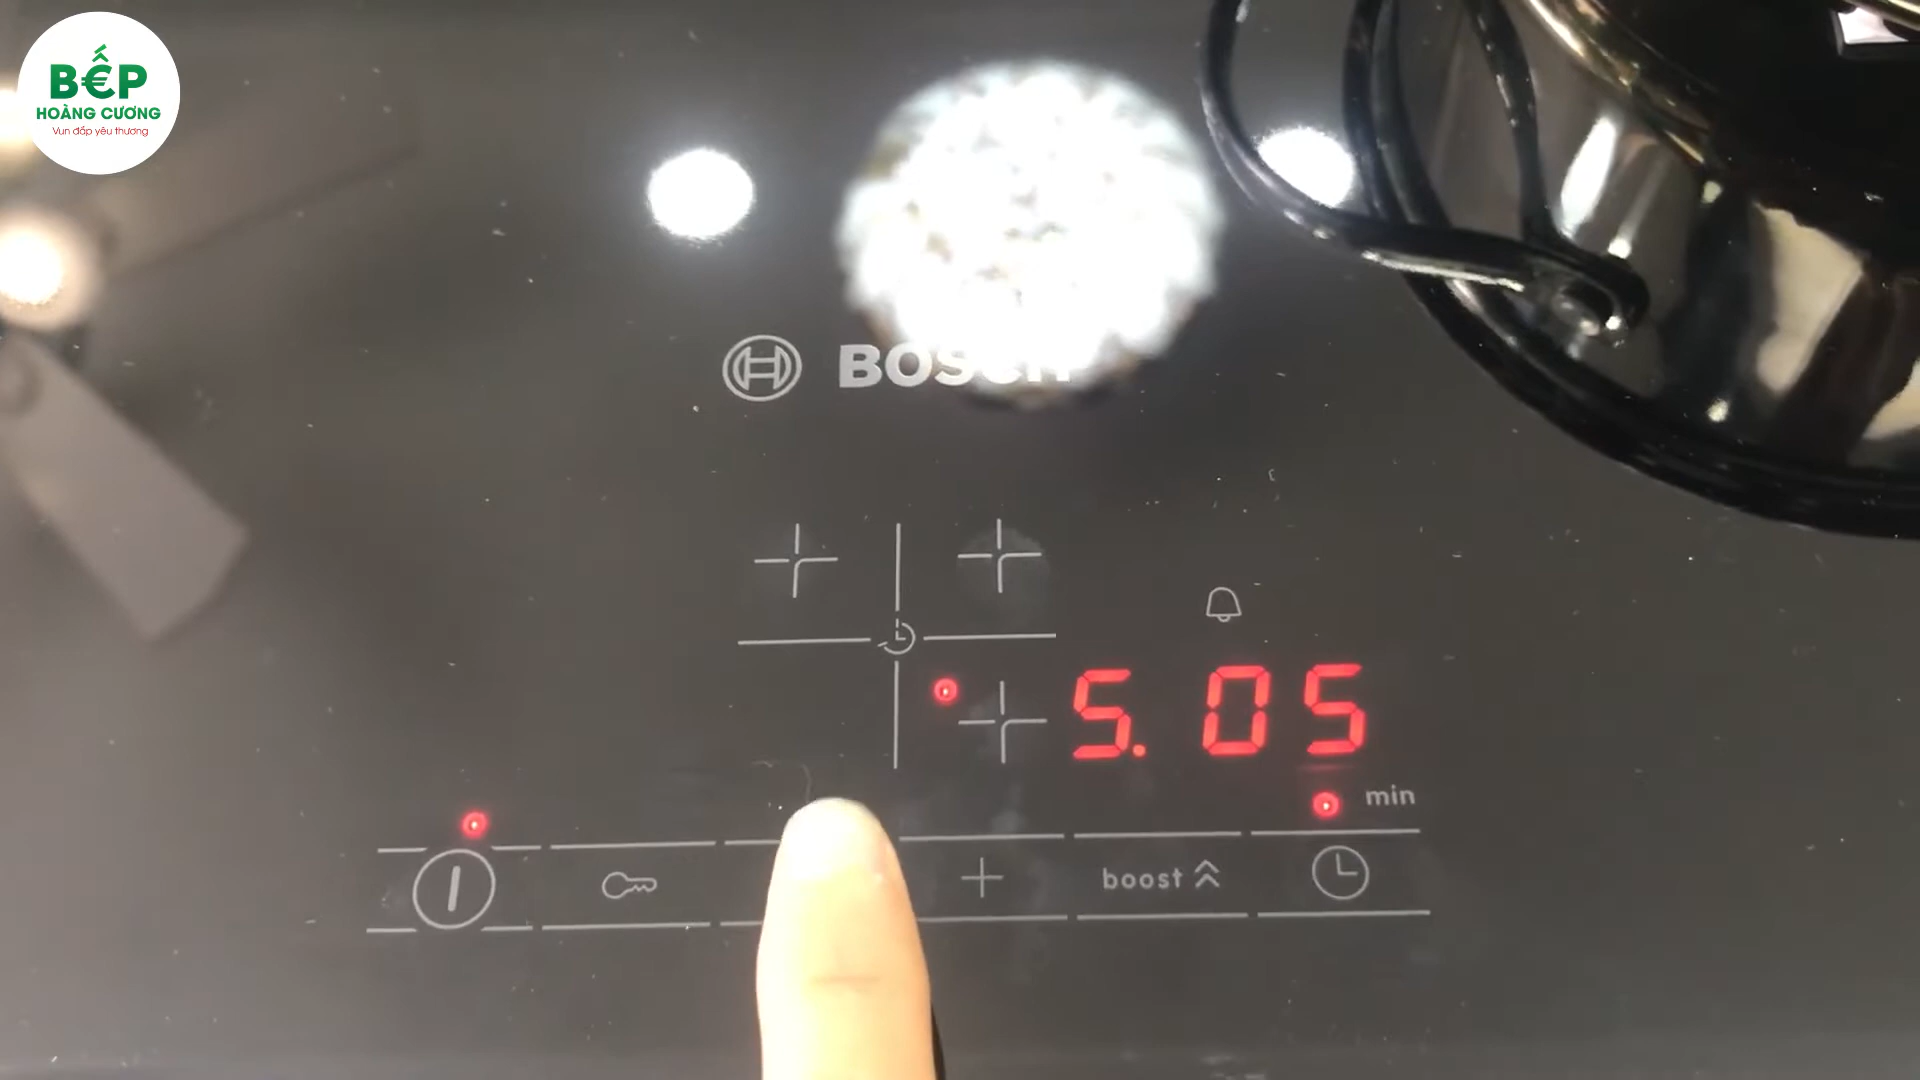 BẾP
HOÀNG CƯƠNG
Vun đắp yêu thương
BOSCH
5. 05
min
boost